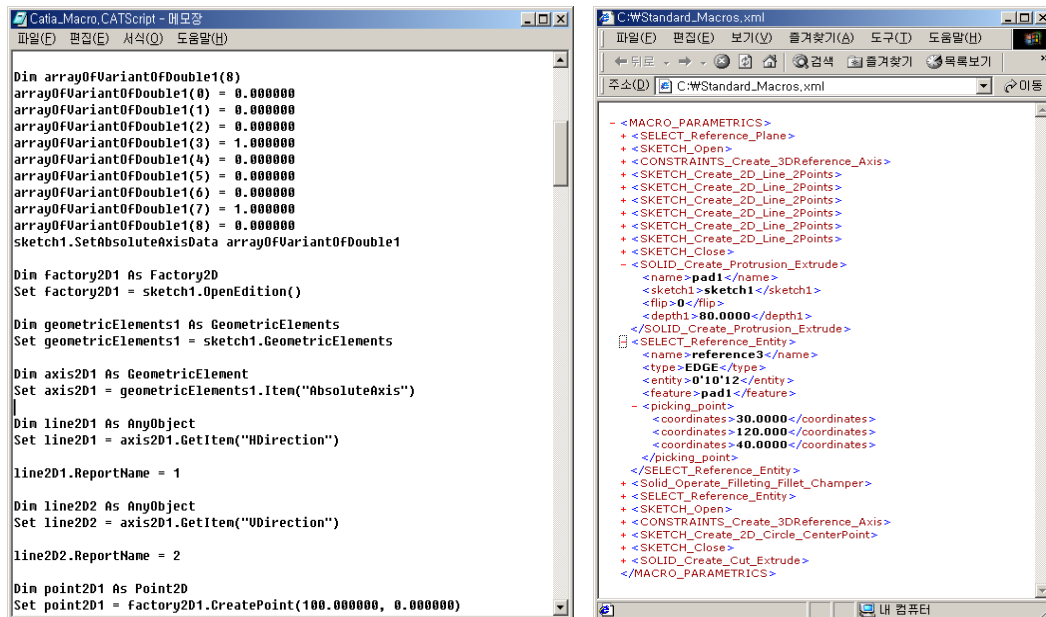 Catia_Macro,CATScript - 메모장
파일(F) 편집(E) 서식(O) 도움말(H)
Dim arrayOfVariantOfDouble1(8)
arrayOfVariantOfDouble1(0) = 0.000000
arrayOfVariantOfDouble1(1) = 0.000000
arrayOfVariantOfDouble1(2) = 0.000000
arrayOfVariantOfDouble1(3) = 1.000000
arrayOfVariantOfDouble1(4) = 0.000000
arrayOfVariantOfDouble1(5) = 0.000000
arrayOfVariantOfDouble1(6) = 0.000000
arrayOfVariantOfDouble1(7) = 1.000000
arrayOfVariantOfDouble1(8) = 0.000000
sketch1.SetAbsoluteAxisData arrayOfVariantOfDouble1
Dim factory2D1 As Factory2D
Set factory2D1 = sketch1.OpenEdition()
Dim geometricElements1 As GeometricElements
Set geometricElements1 = sketch1.GeometricElements
Dim axis2D1 As GeometricElement
Set axis2D1 = geometricElements1.Item("AbsoluteAxis")
Dim line2D1 As AnyObject
Set line2D1 = axis2D1.GetItem("HDirection")
line2D1.ReportName = 1
Dim line2D2 As AnyObject
Set line2D2 = axis2D1.GetItem("VDirection")
line2D2.ReportName = 2
Dim point2D1 As Point2D
Set point2D1 = factory2D1.CreatePoint(100.000000, 0.000000)
C:₩Standard_Macros,xml
파일(F) 편집(E) 보기(V) 즐겨찾기(A) 도구(T) 도움말(H)
뒤로 검색 즐겨찾기 목록보기
주소(D) C:₩Standard_Macros,xml 이동
- <MACRO_PARAMETRICS>
+ <SELECT_Reference_Plane>
+ <SKETCH_Open>
+ <CONSTRAINTS_Create_3DReference_Axis>
+ <SKETCH_Create_2D_Line_2Points>
+ <SKETCH_Create_2D_Line_2Points>
+ <SKETCH_Create_2D_Line_2Points>
+ <SKETCH_Create_2D_Line_2Points>
+ <SKETCH_Create_2D_Line_2Points>
+ <SKETCH_Create_2D_Line_2Points>
+ <SKETCH_Close>
- <SOLID_Create_Protrusion_Extrude>
<name>pad1</name>
<sketch1>sketch1</sketch1>
<flip>0</flip>
<depth1>80.0000</depth1>
</SOLID_Create_Protrusion_Extrude>
- <SELECT_Reference_Entity>
<name>reference3</name>
<type>EDGE</type>
<entity>0'10'12</entity>
<feature>pad1</feature>
- <picking_point>
<coordinates>30.0000</coordinates>
<coordinates>120.000</coordinates>
<coordinates>40.0000</coordinates>
</picking_point>
</SELECT_Reference_Entity>
+ <Solid_Operate_Filleting_Fillet_Champer>
+ <SELECT_Reference_Entity>
+ <SKETCH_Open>
+ <CONSTRAINTS_Create_3DReference_Axis>
+ <SKETCH_Create_2D_Circle_CenterPoint>
+ <SKETCH_Close>
+ <SOLID_Create_Cut_Extrude>
</MACRO_PARAMETRICS>
내 컴퓨터